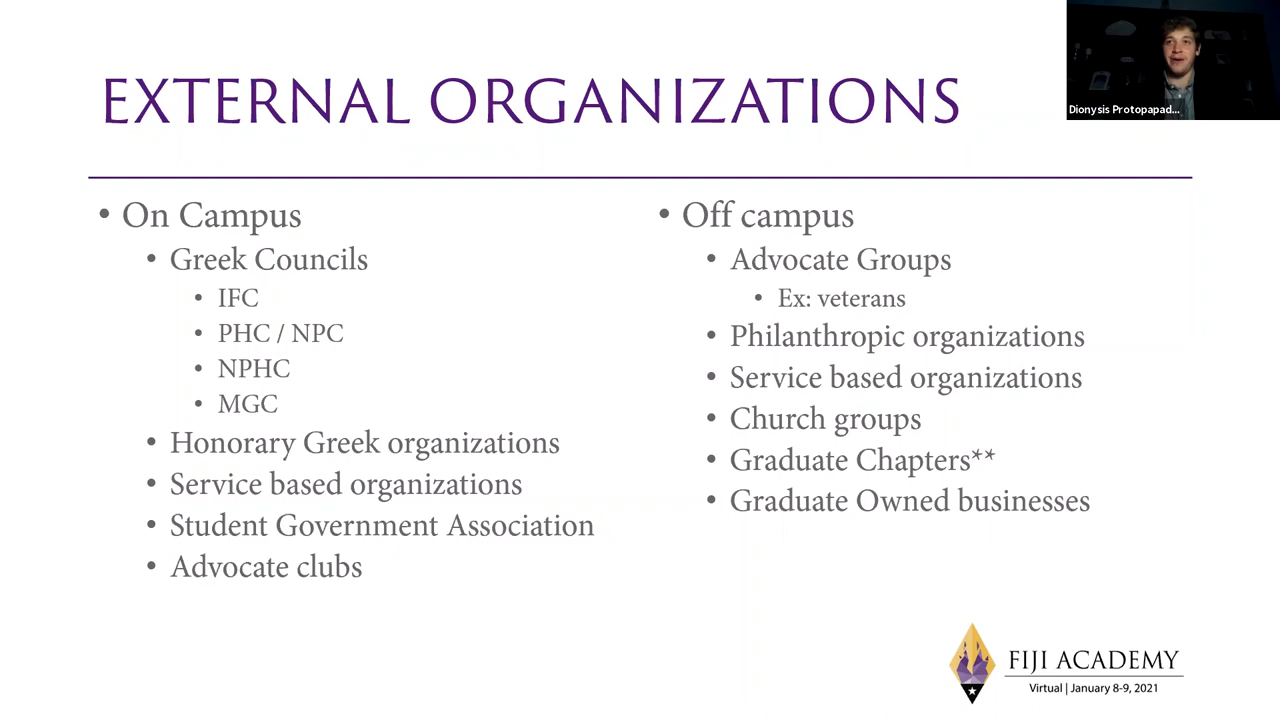 EXTERNAL ORGANIZATIONS
Dionysis Protopapad...
• On Campus
• Greek Councils
• IFC
• PHC / NPC
• NPHC
• MGC
• Honorary Greek organizations
• Service based organizations
• Student Government Association
• Advocate clubs
• Off campus
• Advocate Groups
• Ex: veterans
• Philanthropic organizations
• Service based organizations
• Church groups
• Graduate Chapters**
• Graduate Owned businesses
FIJI ACADEMY
Virtual | January 8-9, 2021